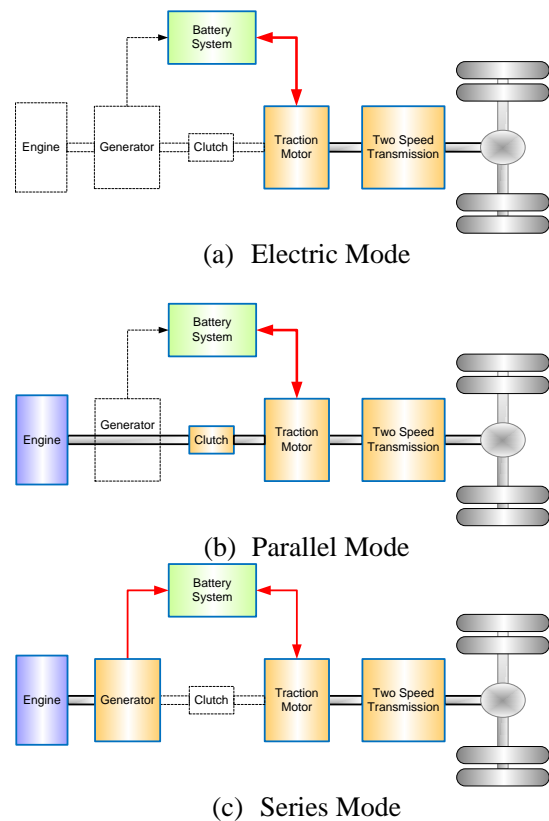 Battery
System
Engine
Generator
Clutch
Traction
Motor
Two Speed
Transmission
(a) Electric Mode
Battery
System
Engine
Generator
Clutch
Traction
Motor
Two Speed
Transmission
(b) Parallel Mode
Battery
System
Engine
Generator
Clutch
Traction
Motor
Two Speed
Transmission
(c) Series Mode